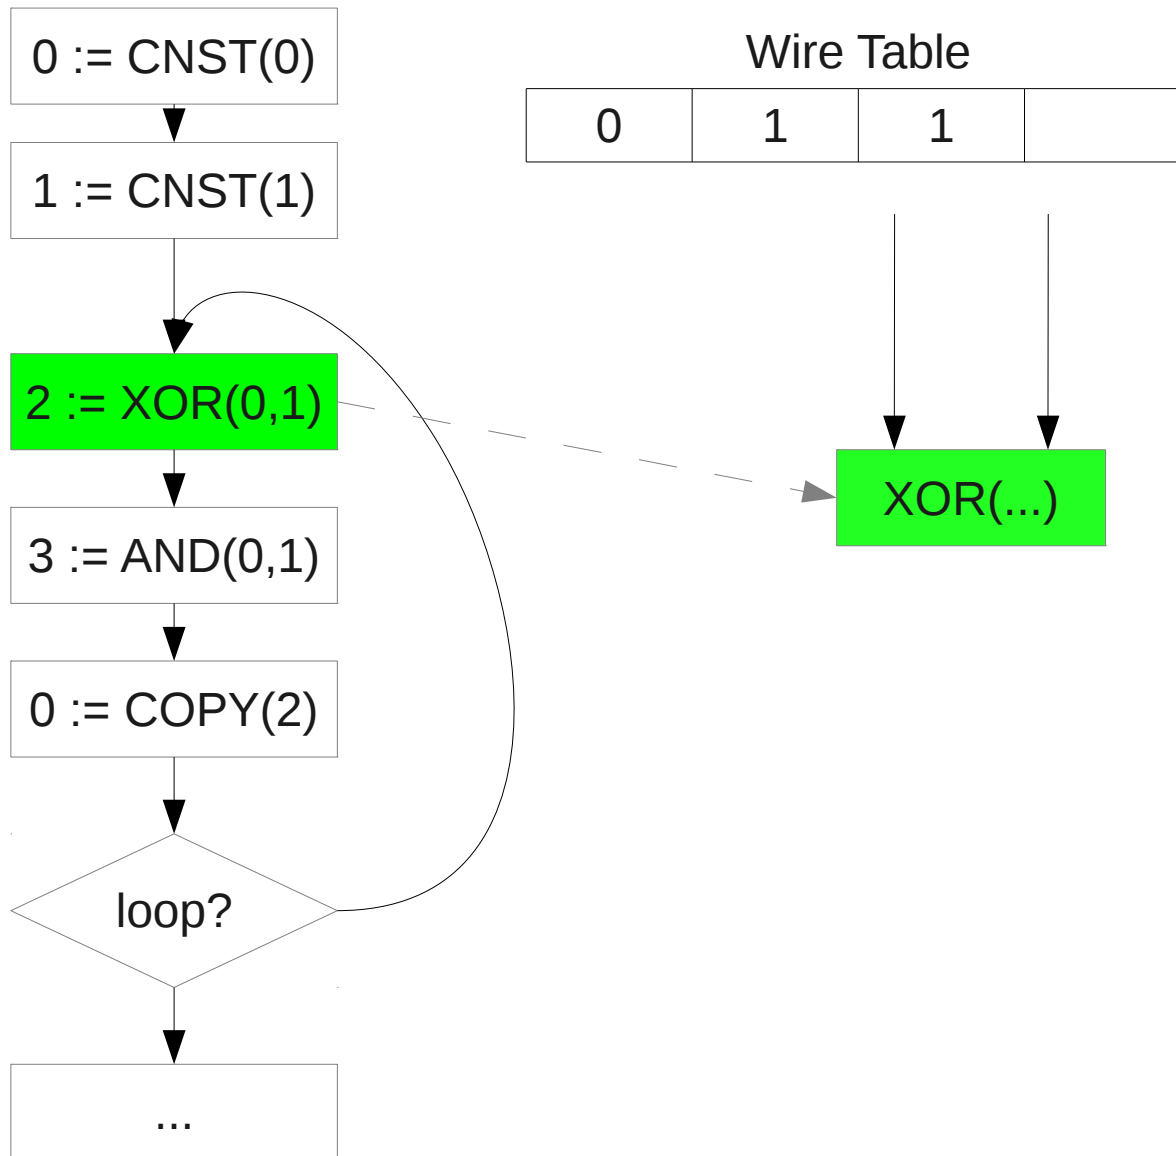 0 := CNST(0)
1 := CNST(1)
2 := XOR(0,1)
3 := AND(0,1)
0 := COPY(2)
loop?
...
Wire Table
0 1 1
XOR(...)